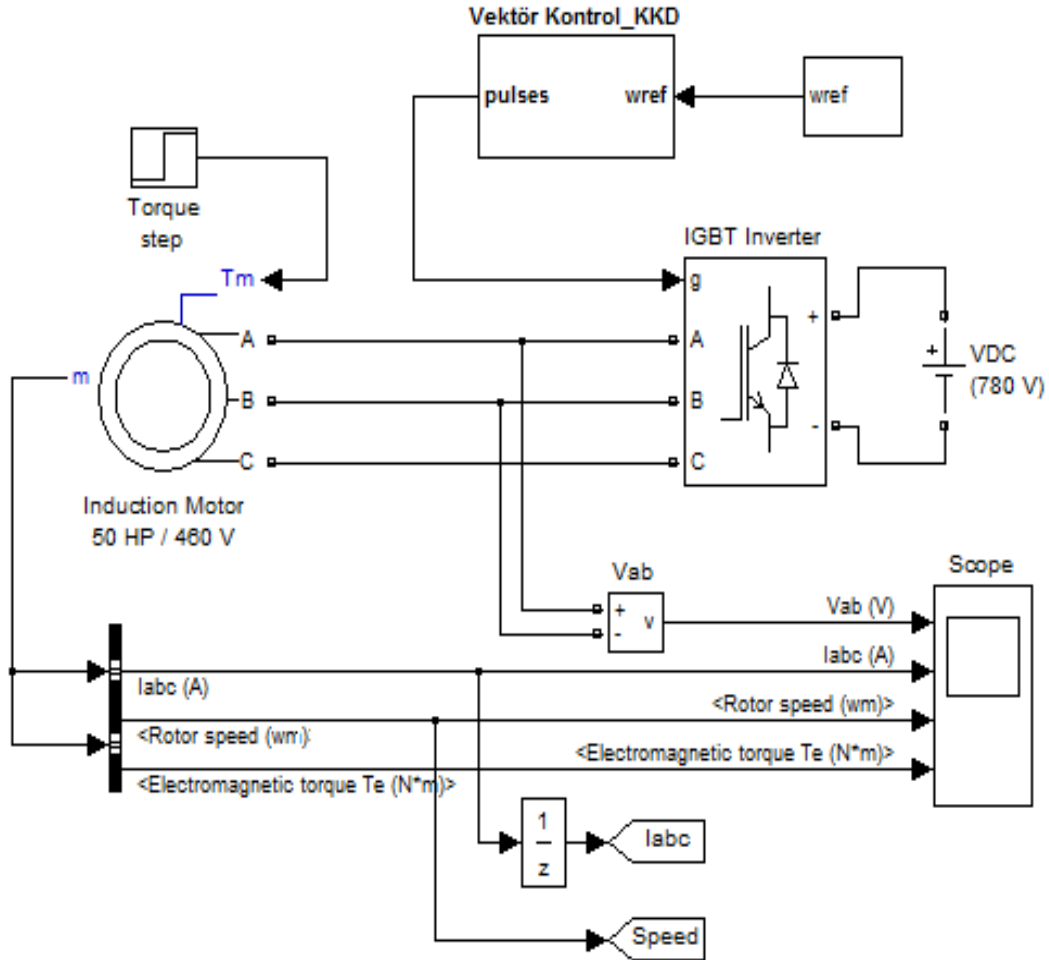 Vektör Kontrol_KKD
pulses
wref
wref
Torque
step
Tm
IGBT Inverter
g
A
A
+
B
B
-
C
C
m
+
VDC
(780 V)
Induction Motor
50 HP / 460 V
Vab
+
-
v
Scope
Vab (V)
Iabc (A)
Iabc (A)
<Rotor speed (wm)>
<Rotor speed (wm):
<Electromagnetic torque Te (N*m)>
<Electromagnetic torque Te (N*m)>
1
z
Iabc
Speed